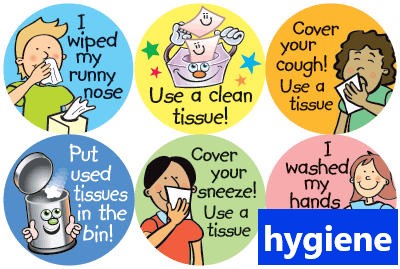 I
wiped
my
runny
nose
Use a clean
tissue!
Cover
your
cough!
Use a
tissue
Put
used
tissues
in the
bin!
Cover
your
sneeze!
Use a
tissue
I
washed
my
hands
hygiene